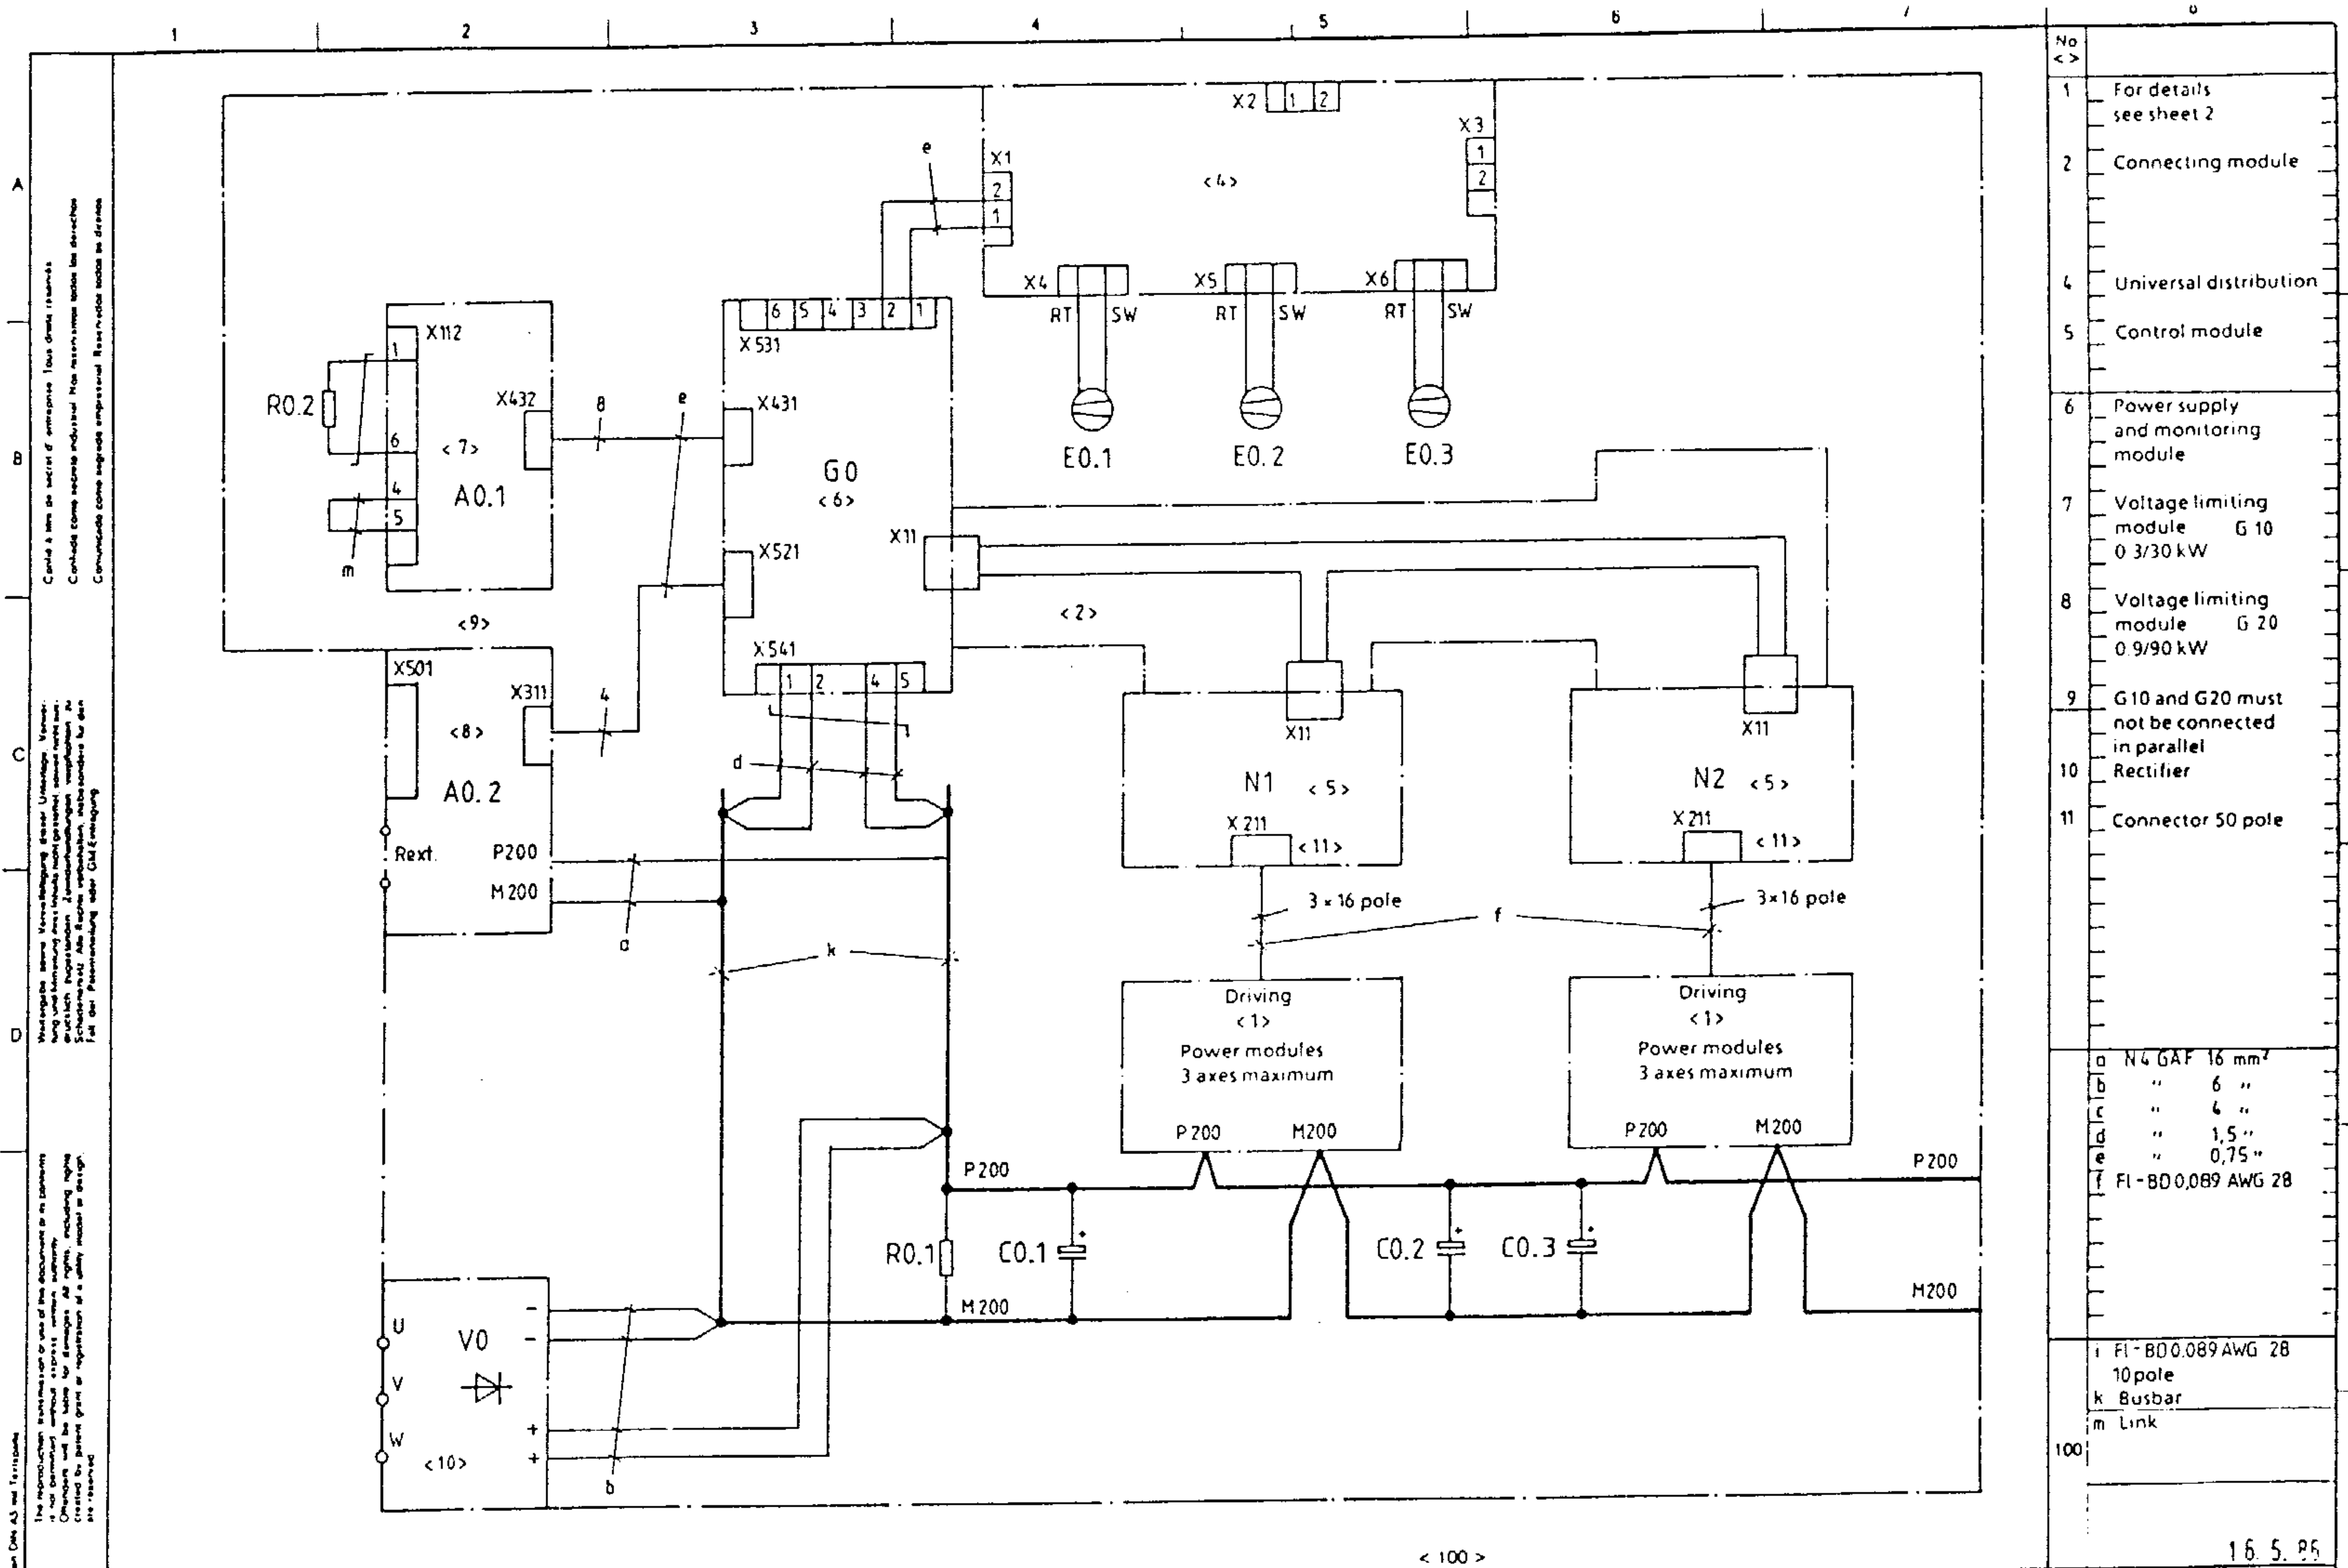 1 2 3 4 5 6 7
A
B
C
D
X2 1 2
X3
1
2
X1
2
1
<4>
e
X4
X5
X6
RT SW
RT SW
RT SW
E0.1
E0.2
E0.3
6 5 4 3 2 1
X531
X112
1
R0.2
6
4
5
m
<7>
A0.1
X432
8
e
X431
G0
<6>
X521
X11
<2>
<9>
X501
X311
<8>
4
A0.2
X541
1 2 4 5
d
Rext.
P200
M200
a
k
X11
N1 <5>
X211
<11>
3×16 pole
X11
N2 <5>
X211
<11>
3×16 pole
f
Driving
<1>
Power modules
3 axes maximum
P200 M200
Driving
<1>
Power modules
3 axes maximum
P200 M200
P200
P200
R0.1
C0.1
C0.2
C0.3
+
+
+
M200
M200
U
V
W
V0
-
-
+
+
<10>
b
<100>
No
<>
1 For details
see sheet 2
2 Connecting module
4 Universal distribution
5 Control module
6 Power supply
and monitoring
module
7 Voltage limiting
module G 10
0.3/30 kW
8 Voltage limiting
module G 20
0.9/90 kW
9 G10 and G20 must
not be connected
in parallel
10 Rectifier
11 Connector 50 pole
a N4 GAF 16 mm²
b " 6 "
c " 4 "
d " 1,5 "
e " 0,75 "
f Fl-BD 0,089 AWG 28
i Fl-BD 0.089 AWG 28
10 pole
k Busbar
m Link
100
16. 5. 86